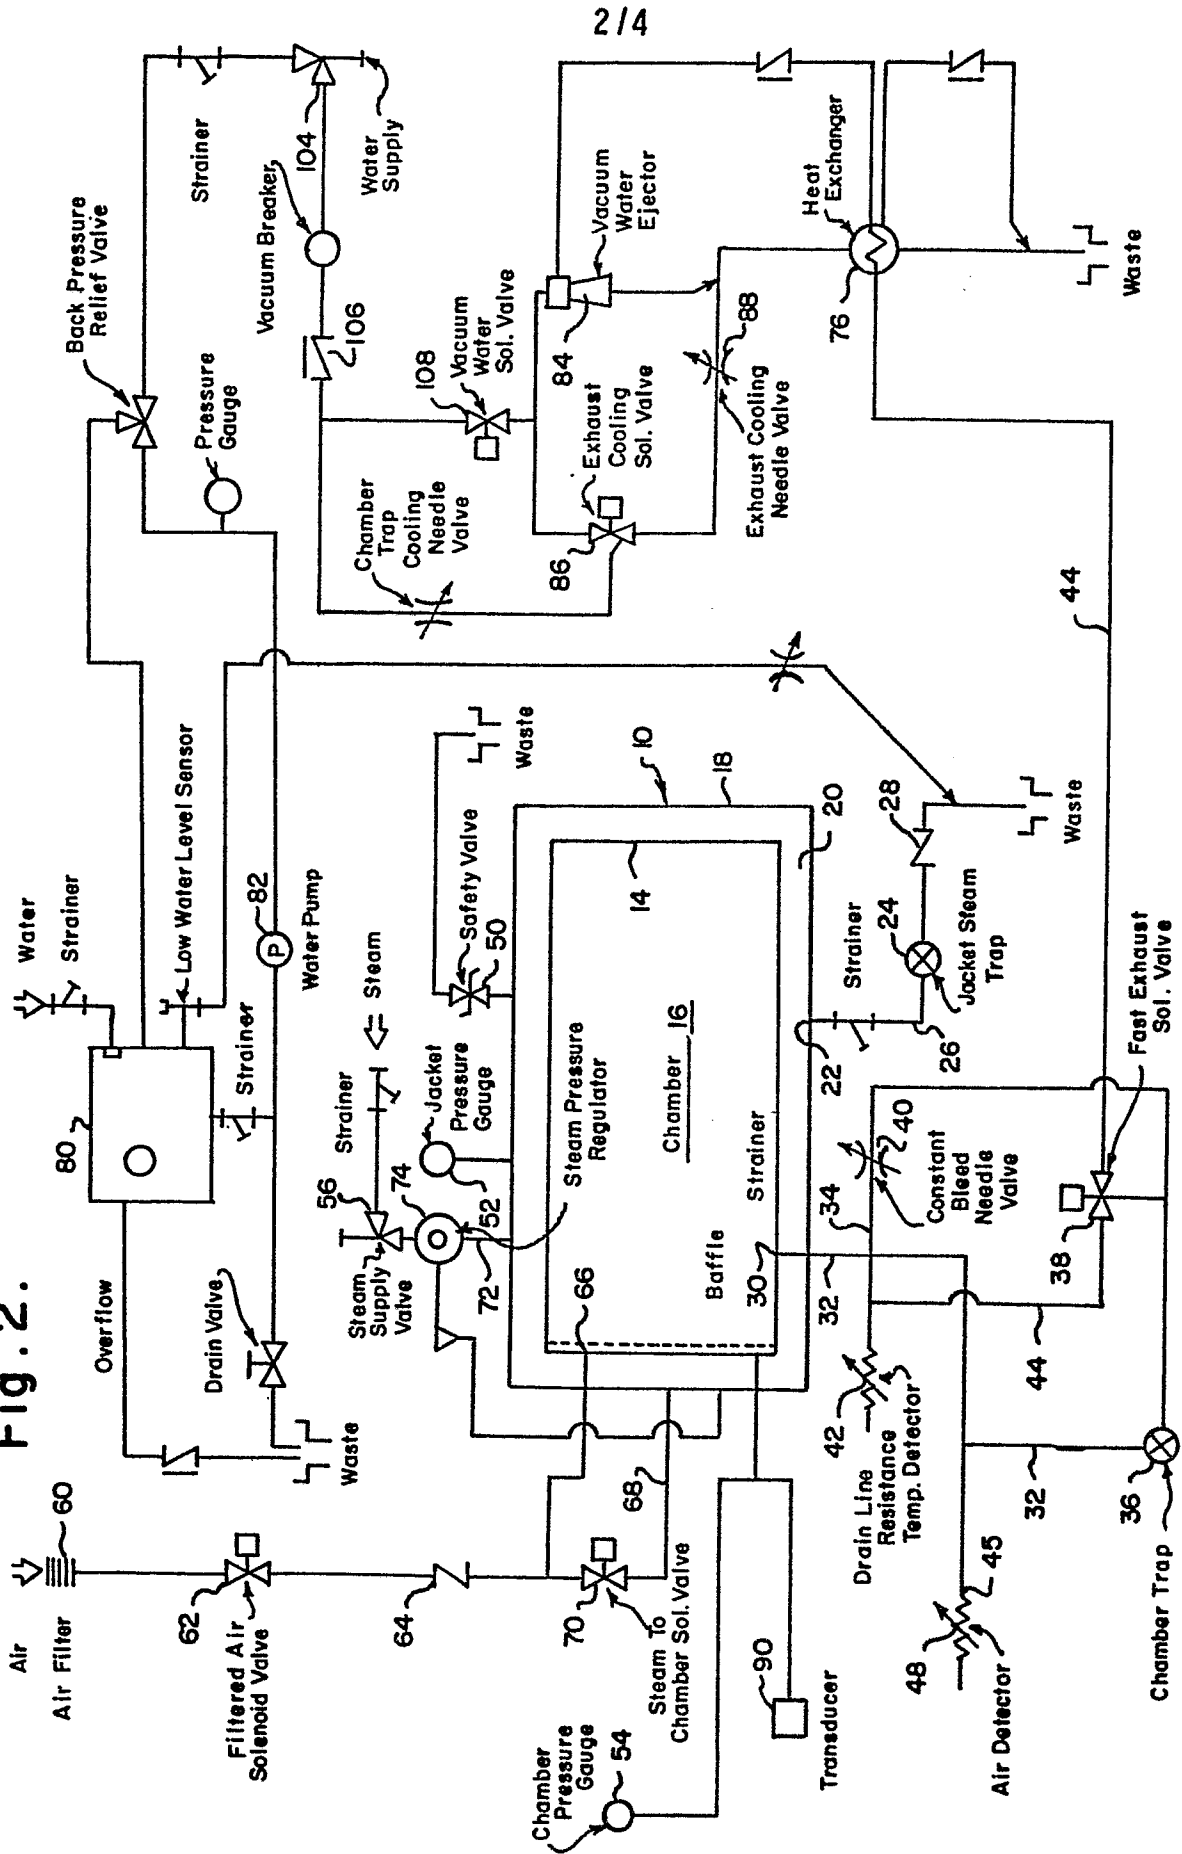 2/4
Fig. 2.
Air
Air Filter
60
62
Filtered Air
Solenoid Valve
64
70
Steam To
Chamber Sol. Valve
68
66
Chamber
Pressure
Gauge
54
90
Transducer
Overflow
Drain Valve
Waste
80
Water
Strainer
Low Water Level Sensor
Strainer
P
82
Water Pump
Back Pressure
Relief Valve
Pressure
Gauge
Strainer
104
Water
Supply
Vacuum Breaker
106
108
Vacuum
Water
Sol. Valve
Chamber
Trap
Cooling
Needle
Valve
86
Exhaust
Cooling
Sol. Valve
84
Vacuum
Water
Ejector
88
Exhaust Cooling
Needle Valve
Heat
Exchanger
76
Waste
Steam
Supply
Valve
56
Strainer
Steam
74
72
52
Jacket
Pressure
Gauge
Steam Pressure
Regulator
Safety Valve
50
Waste
10
18
14
20
Chamber 16
Baffle
Strainer
30
22
Strainer
26
24
Jacket Steam
Trap
28
Waste
32
34
40
Constant
Bleed
Needle
Valve
42
Drain Line
Resistance
Temp. Detector
44
44
38
Fast Exhaust
Sol. Valve
32
36
Chamber Trap
45
48
Air Detector